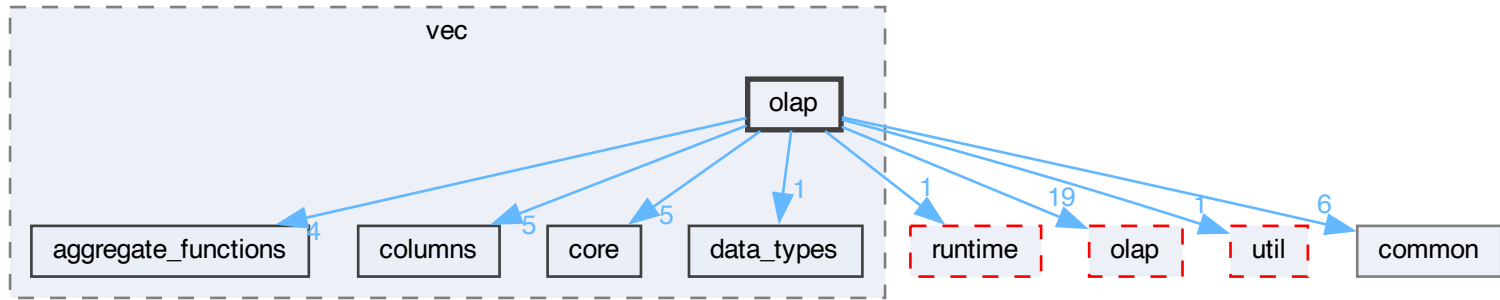 vec
olap
1
1
19
1
6
4
5
5
aggregate_functions
columns
core
data_types
runtime
olap
util
common